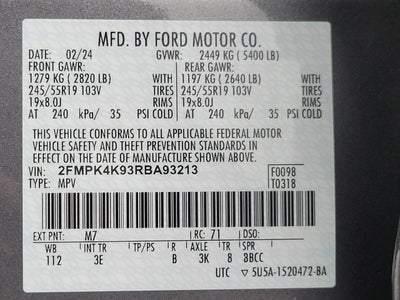 MFD. BY FORD MOTOR CO.
DATE: 02/24 GVWR: 2449 KG ( 5400 LB)
FRONT GAWR: REAR GAWR:
1279 KG ( 2820 LB) WITH 1197 KG ( 2640 LB) WITH
245/55R19 103V TIRES 245/55R19 103V TIRES
19x8.0J RIMS 19x8.0J RIMS
AT 240 kPa/ 35 PSI COLD AT 240 kPa/ 35 PSI COLD
THIS VEHICLE CONFORMS TO ALL APPLICABLE FEDERAL MOTOR
VEHICLE SAFETY AND THEFT PREVENTION STANDARDS IN
EFFECT ON THE DATE OF MANUFACTURE SHOWN ABOVE.
VIN: 2FMPK4K93RBA93213 F0098
TYPE: MPV T0318
EXT PNT: M7 RC: 71 DSO:
WB INT TR TP/PS R AXLE TR SPR
112 3E B 3K 8 3BCC
UTC ▽ 5U5A-1520472-BA